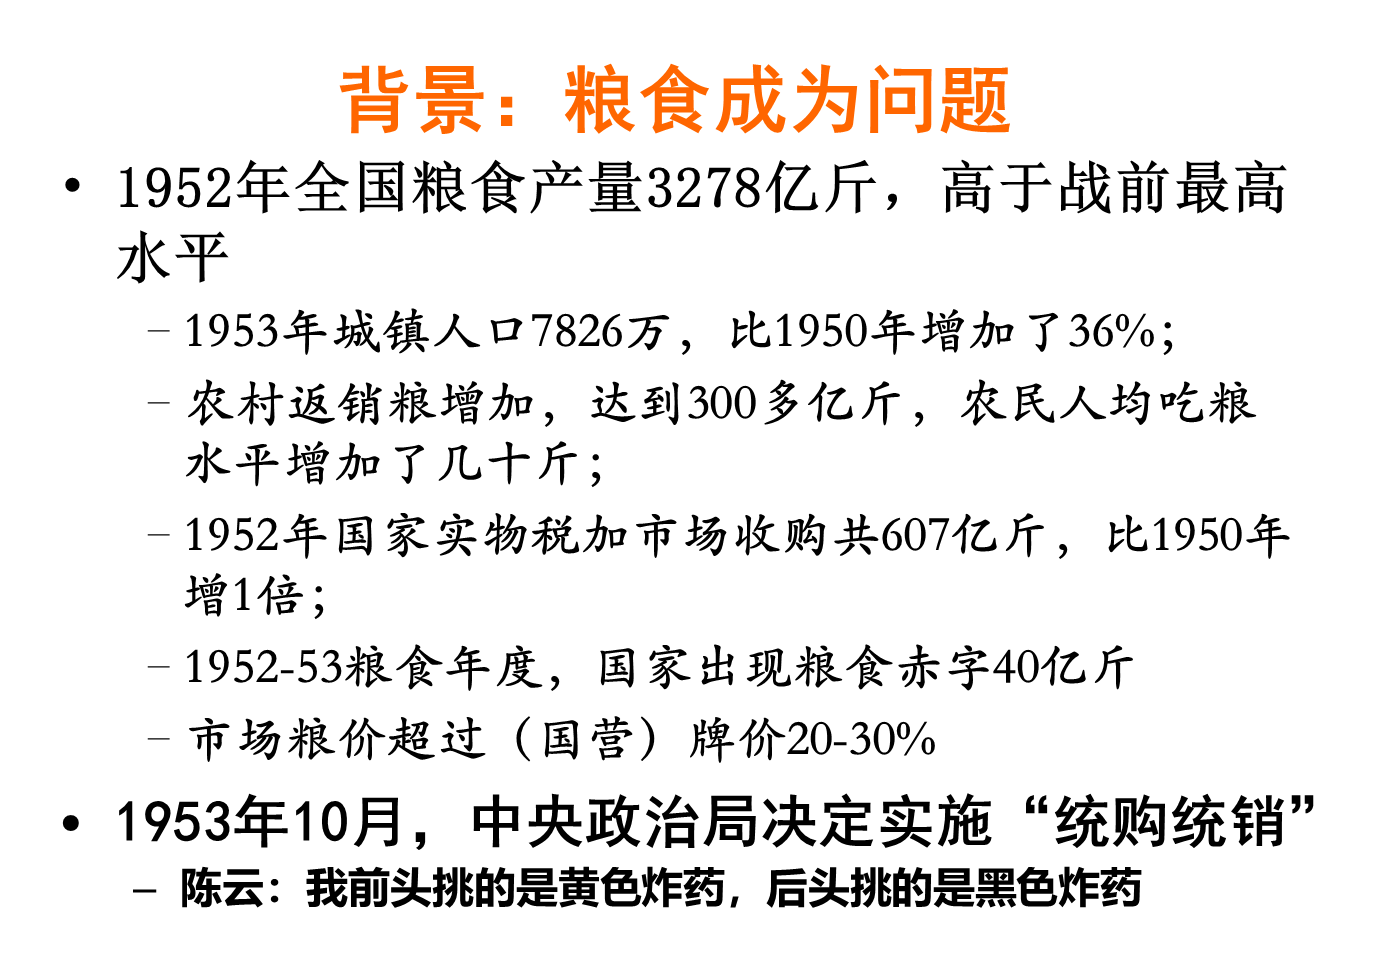 背景：粮食成为问题
• 1952年全国粮食产量3278亿斤，高于战前最高
水平
– 1953年城镇人口7826万，比1950年增加了36%；
– 农村返销粮增加，达到300多亿斤，农民人均吃粮
水平增加了几十斤；
– 1952年国家实物税加市场收购共607亿斤，比1950年
增1倍；
– 1952-53粮食年度，国家出现粮食赤字40亿斤
– 市场粮价超过（国营）牌价20-30%
• 1953年10月，中央政治局决定实施“统购统销”
– 陈云：我前头挑的是黄色炸药，后头挑的是黑色炸药